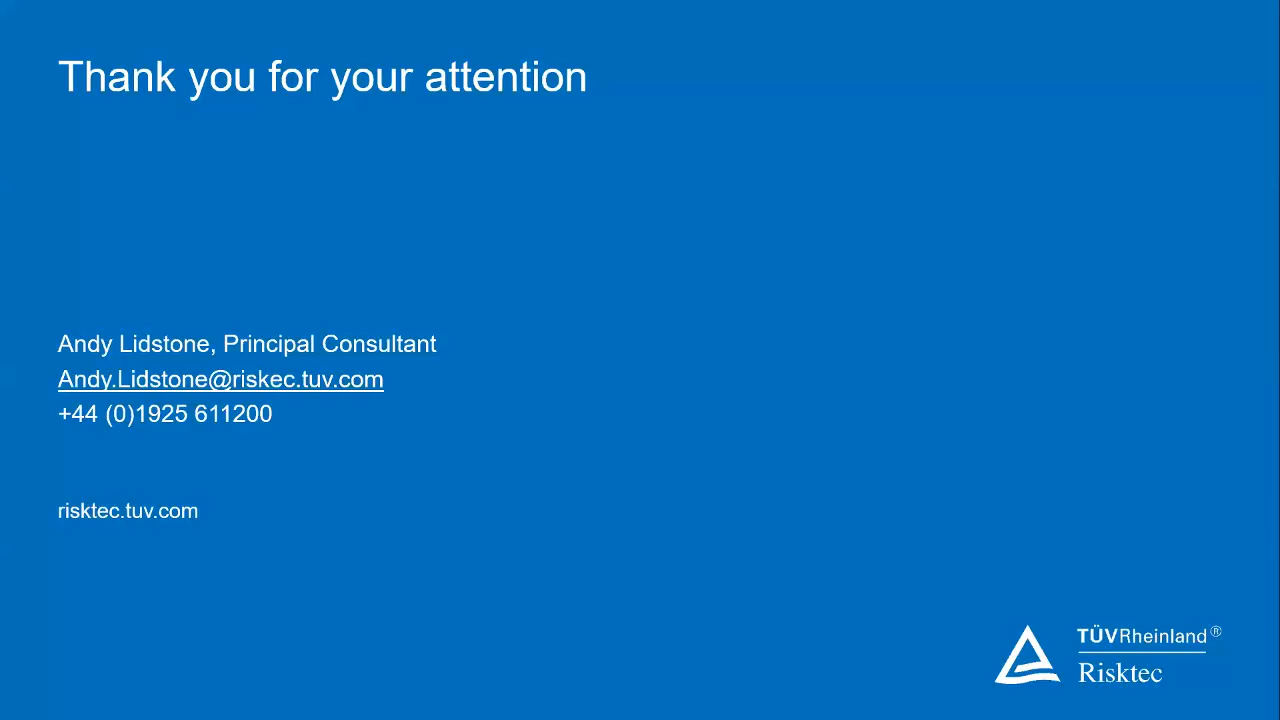 Thank you for your attention
Andy Lidstone, Principal Consultant
Andy.Lidstone@riskec.tuv.com
+44 (0)1925 611200
risktec.tuv.com
TÜVRheinland®
Risktec